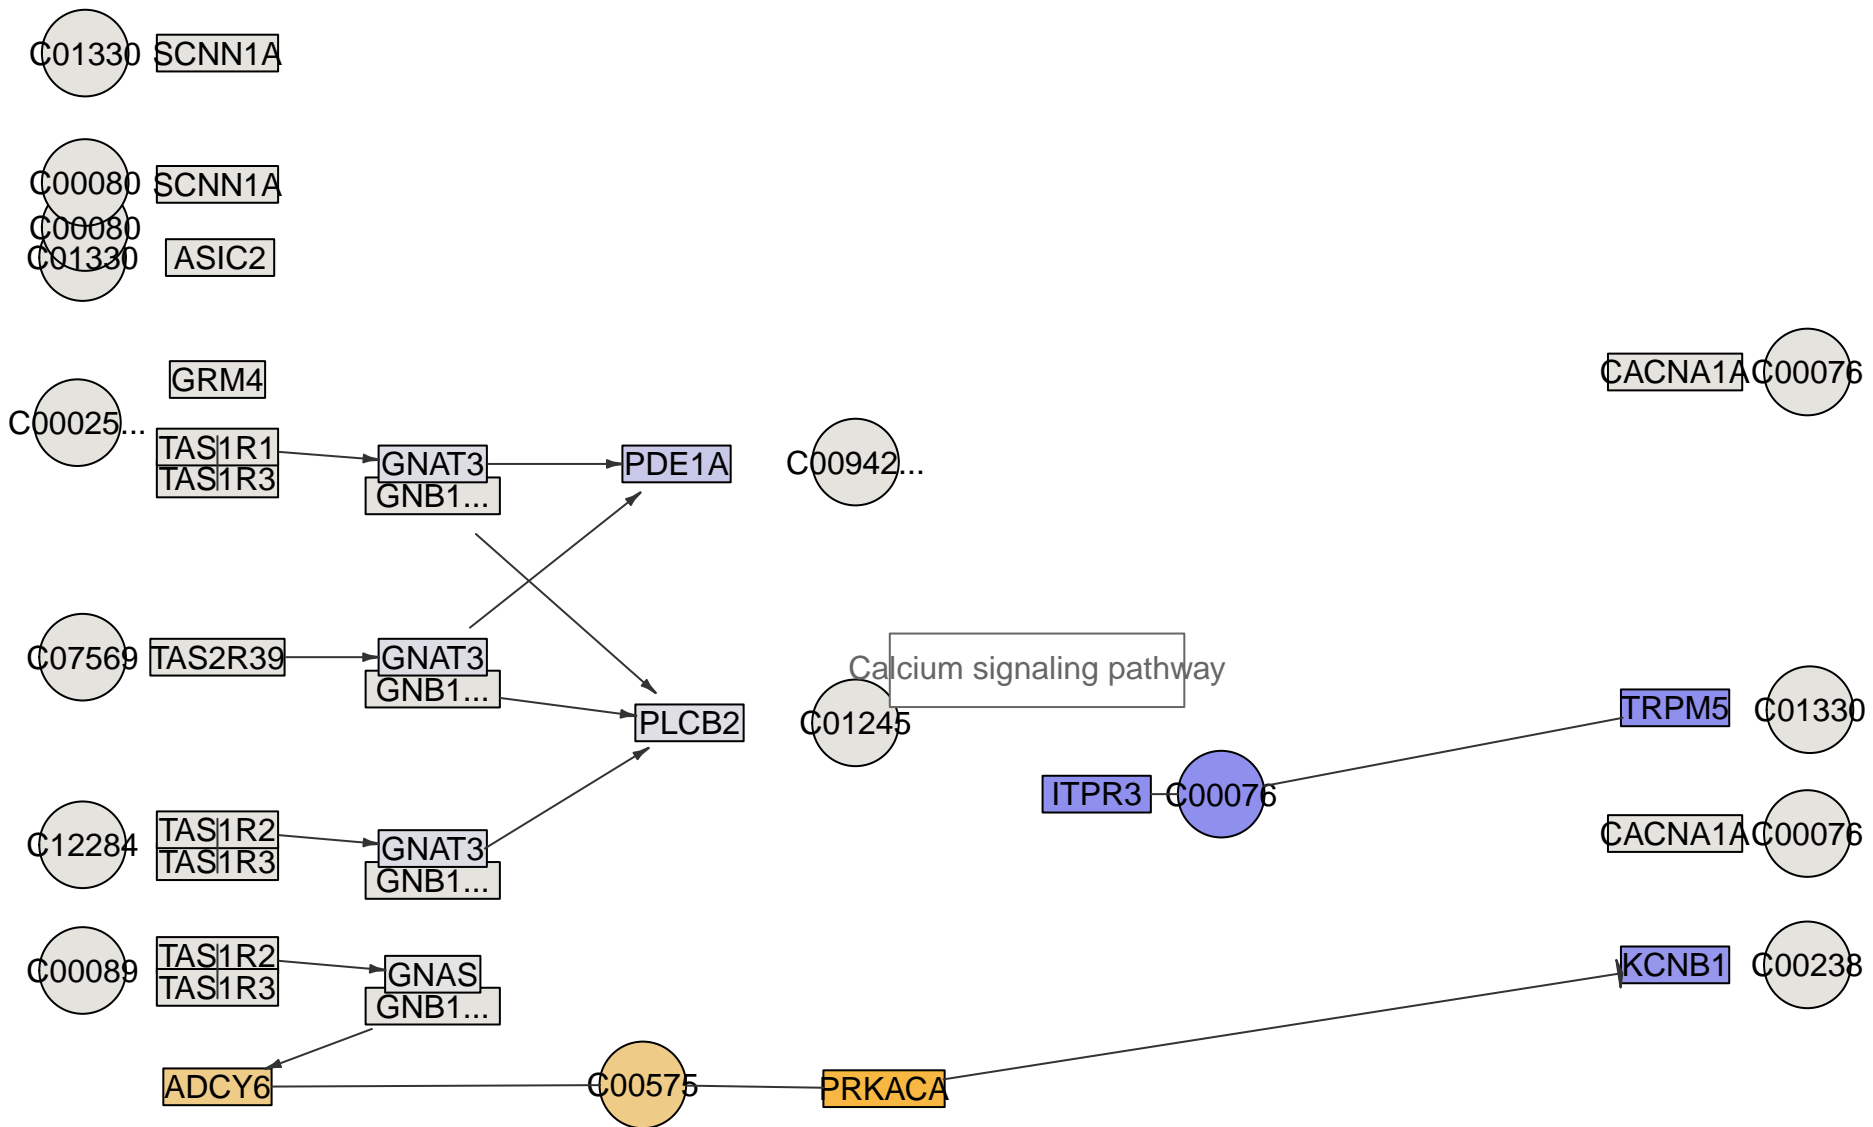 C01330
SCNN1A
C00080
SCNN1A
C00080
C01330
ASIC2
GRM4
CACNA1A
C00076
C00025...
TAS1R1
TAS1R3
GNAT3
GNB1...
PDE1A
C00942...
C07569
TAS2R39
GNAT3
GNB1...
PLCB2
C01245
Calcium signaling pathway
TRPM5
C01330
ITPR3
C00076
C12284
TAS1R2
TAS1R3
GNAT3
GNB1...
CACNA1A
C00076
C00089
TAS1R2
TAS1R3
GNAS
GNB1...
KCNB1
C00238
ADCY6
C00575
PRKACA